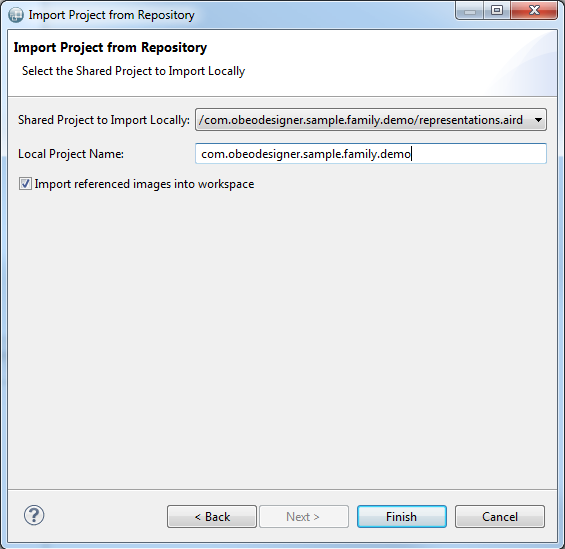 Import Project from Repository
Import Project from Repository
Select the Shared Project to Import Locally
Shared Project to Import Locally: /com.obeodesigner.sample.family.demo/representations.aird
Local Project Name: com.obeodesigner.sample.family.demo
Import referenced images into workspace
? < Back Next > Finish Cancel